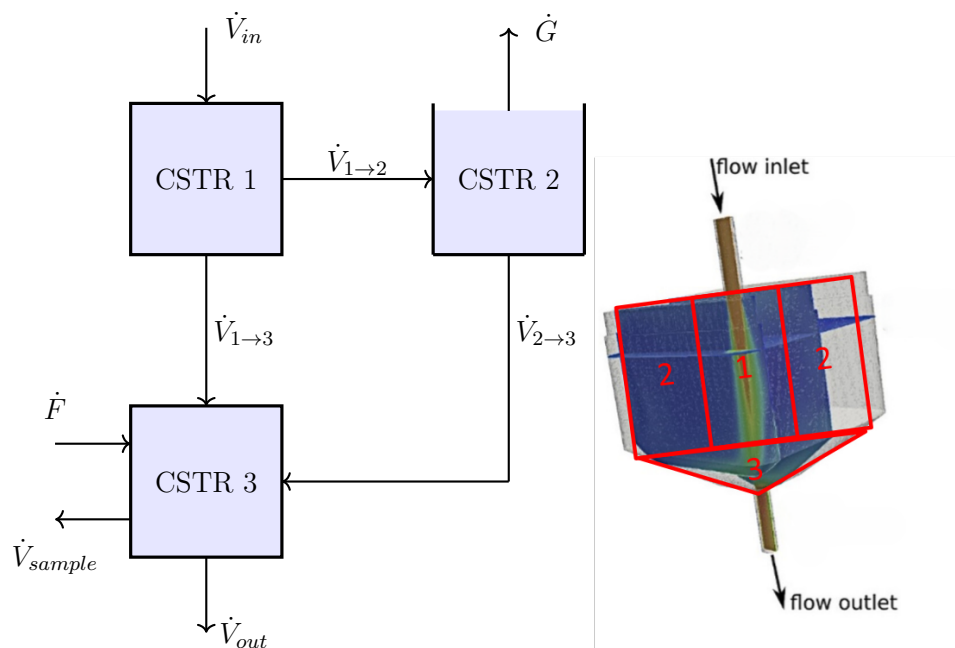 V̇in
Ġ
CSTR 1
V̇1→2
CSTR 2
flow inlet
V̇1→3
V̇2→3
2
1
2
Ḟ
3
CSTR 3
V̇sample
V̇out
flow outlet